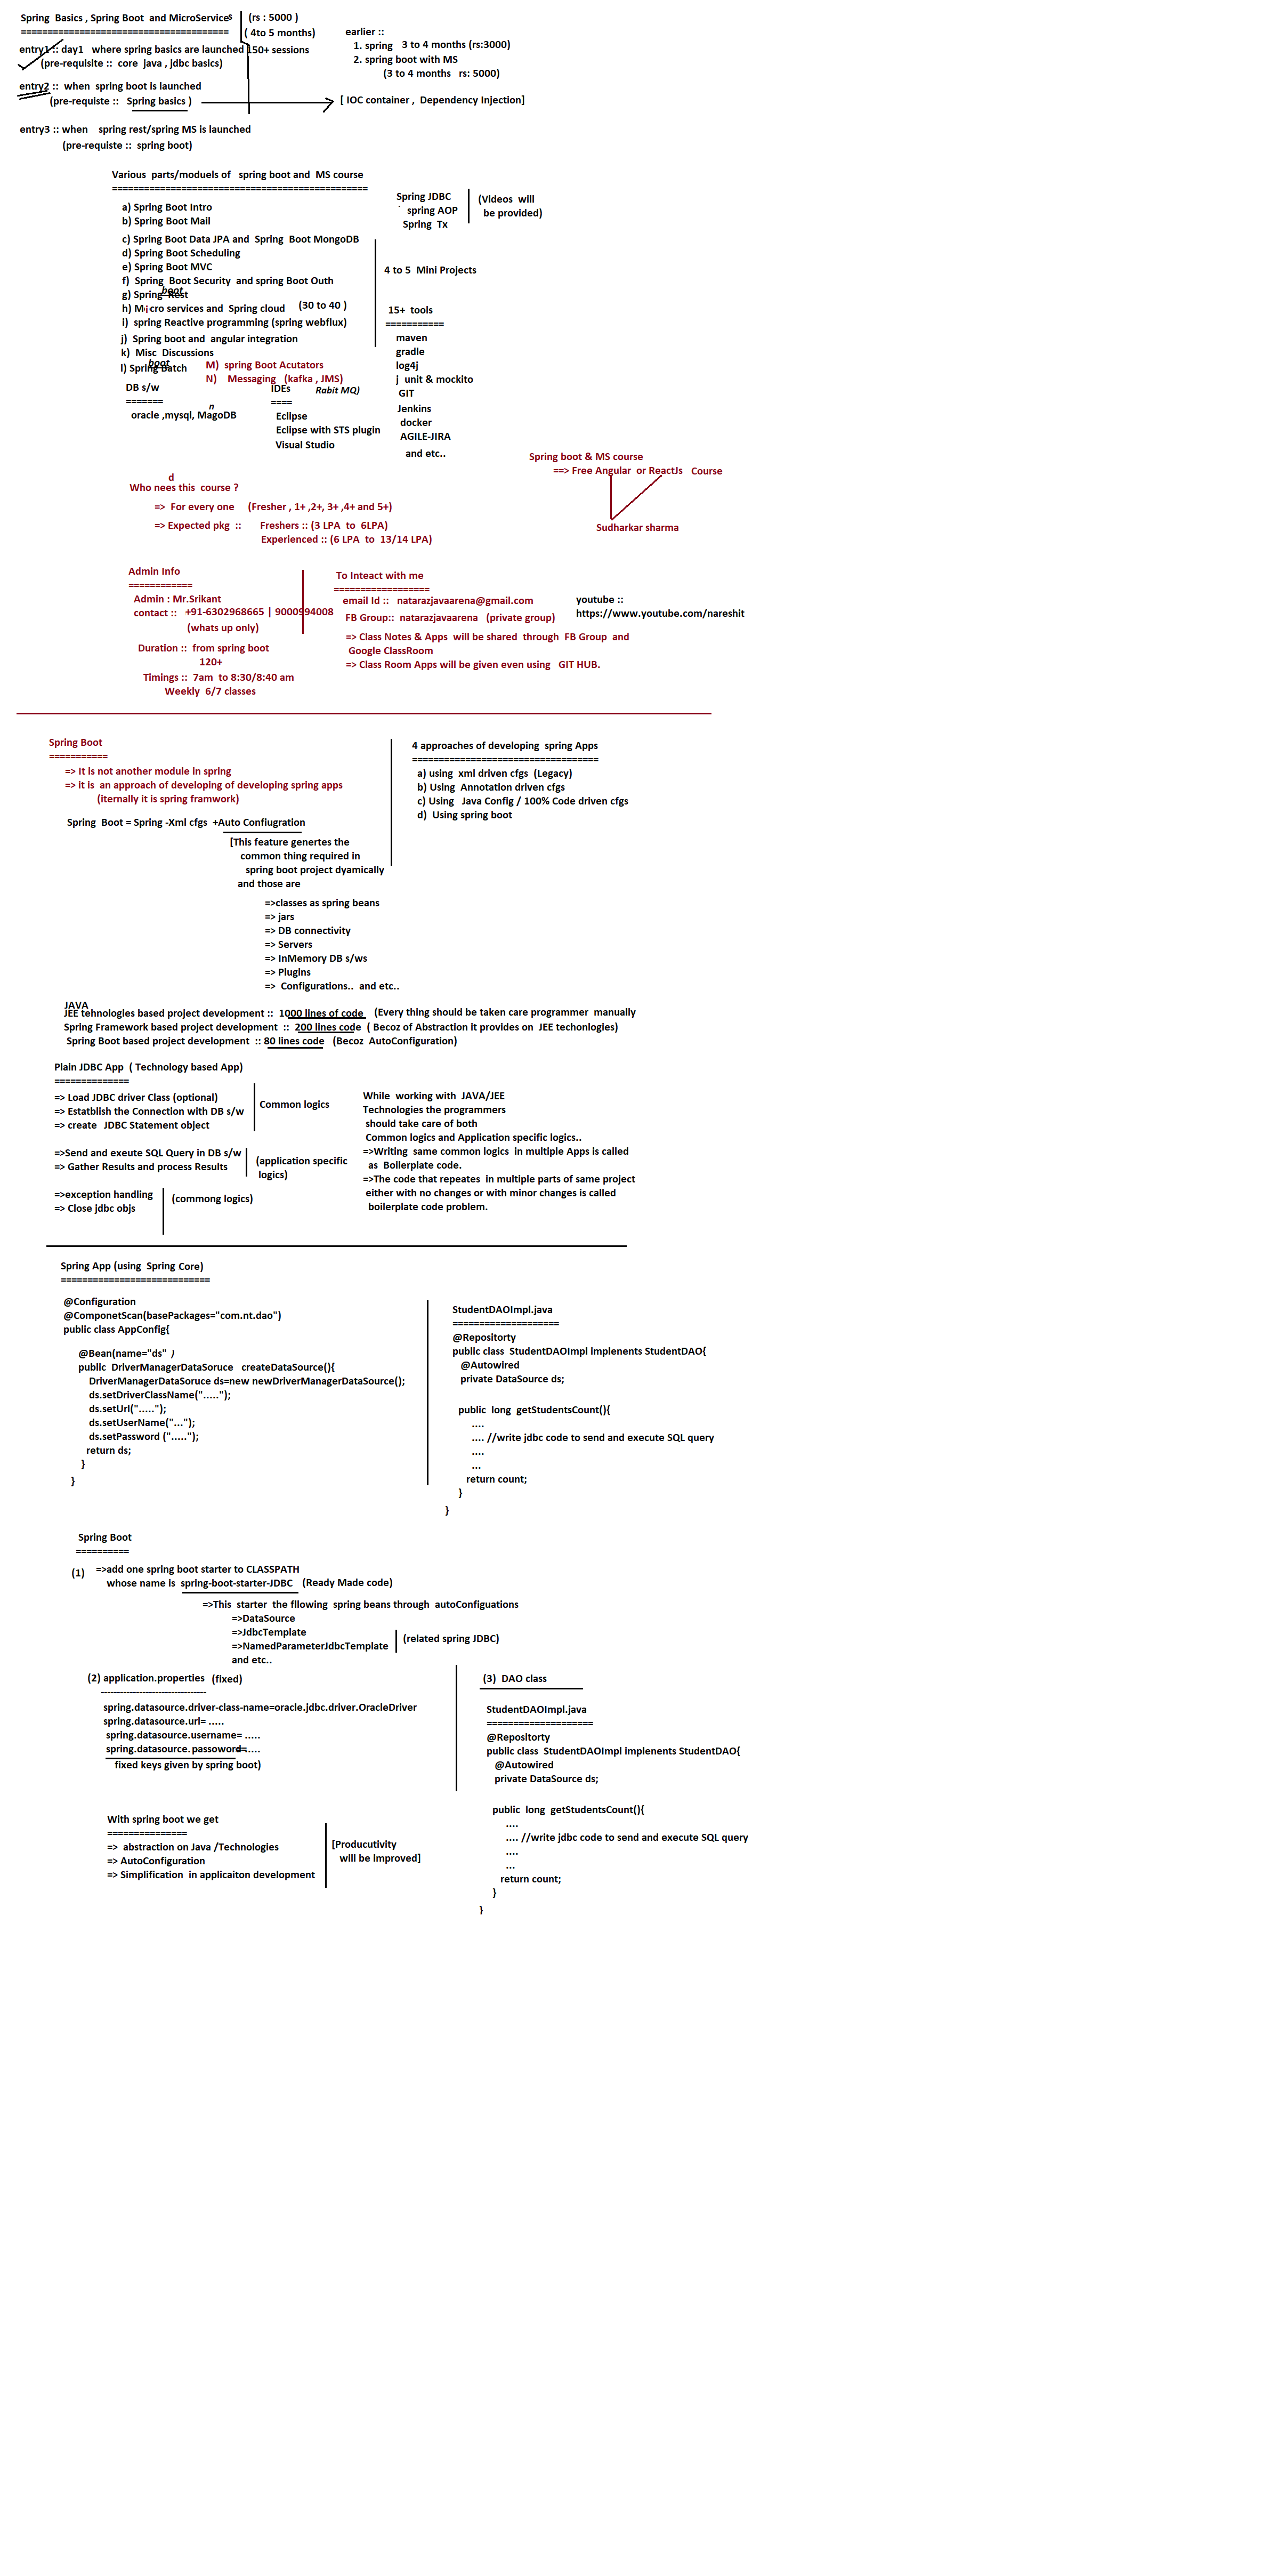 Spring  Basics , Spring Boot  and MicroServices
(rs : 5000 )
( 4to 5 months)
150+ sessions
========================================
entry1 :: day1   where spring basics are launched
(pre-requisite ::  core  java , jdbc basics)
earlier ::
1. spring   3 to 4 months (rs:3000)
2. spring boot with MS
(3 to 4 months   rs: 5000)
entry2 ::  when  spring boot is launched
(pre-requiste ::   Spring basics )
[ IOC container ,  Dependency Injection]
entry3 :: when    spring rest/spring MS is launched
(pre-requiste ::  spring boot)
Various  parts/moduels of   spring boot and  MS course
================================================
a) Spring Boot Intro
b) Spring Boot Mail
c) Spring Boot Data JPA and  Spring  Boot MongoDB
d) Spring Boot Scheduling
e) Spring Boot MVC
f)  Spring  Boot Security  and spring Boot Outh
boot
g) Spring  Rest
h) Micro services and  Spring cloud     (30 to 40 )
i)  spring Reactive programming (spring webflux)
j)  Spring boot and  angular integration
k)  Misc  Discussions
boot
l) Spring Batch
M)  spring Boot Acutators
N)    Messaging   (kafka , JMS)
Rabit MQ)
Spring JDBC
spring AOP
Spring  Tx
(Videos  will
be provided)
4 to 5  Mini Projects
15+  tools
===========
maven
gradle
log4j
j  unit & mockito
GIT
Jenkins
docker
AGILE-JIRA
and etc..
DB s/w
=======
n
oracle ,mysql, MagoDB
IDEs
====
Eclipse
Eclipse with STS plugin
Visual Studio
Spring boot & MS course
==> Free Angular  or ReactJs   Course
Sudharkar sharma
d
Who nees this  course ?
=>  For every one     (Fresher , 1+ ,2+, 3+ ,4+ and 5+)
=> Expected pkg  ::       Freshers :: (3 LPA  to  6LPA)
Experienced :: (6 LPA  to  13/14 LPA)
Admin Info
============
Admin : Mr.Srikant
contact ::   +91-6302968665 | 9000994008
(whats up only)
Duration ::  from spring boot
120+
Timings ::  7am  to 8:30/8:40 am
Weekly  6/7 classes
To Inteact with me
==================
email Id ::   natarazjavaarena@gmail.com
FB Group::  natarazjavaarena   (private group)
=> Class Notes & Apps  will be shared  through  FB Group  and
Google ClassRoom
=> Class Room Apps will be given even using   GIT HUB.
youtube ::
https://www.youtube.com/nareshit
Spring Boot
===========
=> It is not another module in spring
=> it is  an approach of developing of developing spring apps
(iternally it is spring framwork)
Spring  Boot = Spring -Xml cfgs  +Auto Confiugration
[This feature genertes the
common thing required in
spring boot project dyamically
and those are
=>classes as spring beans
=> jars
=> DB connectivity
=> Servers
=> InMemory DB s/ws
=> Plugins
=>  Configurations..  and etc..
4 approaches of developing  spring Apps
===================================
a) using  xml driven cfgs  (Legacy)
b) Using  Annotation driven cfgs
c) Using   Java Config / 100% Code driven cfgs
d)  Using spring boot
JAVA
JEE tehnologies based project development ::  1000 lines of code    (Every thing should be taken care programmer  manually
Spring Framework based project development  ::  200 lines code  ( Becoz of Abstraction it provides on  JEE techonlogies)
Spring Boot based project development  :: 80 lines code   (Becoz  AutoConfiguration)
Plain JDBC App  ( Technology based App)
==============
=> Load JDBC driver Class (optional)
=> Estatblish the Connection with DB s/w
=> create   JDBC Statement object
Common logics
=>Send and exeute SQL Query in DB s/w
=> Gather Results and process Results
(application specific
logics)
=>exception handling
=> Close jdbc objs
(commong logics)
While  working with  JAVA/JEE
Technologies the programmers
should take care of both
Common logics and Application specific logics..
=>Writing  same common logics  in multiple Apps is called
as  Boilerplate code.
=>The code that repeates  in multiple parts of same project
either with no changes or with minor changes is called
boilerplate code problem.
Spring App (using  Spring Core)
============================
@Configuration
@ComponetScan(basePackages="com.nt.dao")
public class AppConfig{
@Bean(name="ds"  )
public  DriverManagerDataSoruce   createDataSource(){
DriverManagerDataSoruce ds=new newDriverManagerDataSource();
ds.setDriverClassName(".....");
ds.setUrl(".....");
ds.setUserName("...");
ds.setPassword (".....");
return ds;
}
}
StudentDAOImpl.java
====================
@Repositorty
public class  StudentDAOImpl implenents StudentDAO{
@Autowired
private DataSource ds;
public  long  getStudentsCount(){
....
.... //write jdbc code to send and execute SQL query
....
...
return count;
}
}
Spring Boot
==========
(1)    =>add one spring boot starter to CLASSPATH
whose name is  spring-boot-starter-JDBC    (Ready Made code)
=>This  starter  the fllowing  spring beans through  autoConfiguations
=>DataSource
=>JdbcTemplate
=>NamedParameterJdbcTemplate
and etc..
(related spring JDBC)
(2) application.properties   (fixed)
---------------------------------
spring.datasource.driver-class-name=oracle.jdbc.driver.OracleDriver
spring.datasource.url= .....
spring.datasource.username= .....
spring.datasource. passoword= .....
fixed keys given by spring boot)
(3)  DAO class
StudentDAOImpl.java
====================
@Repositorty
public class  StudentDAOImpl implenents StudentDAO{
@Autowired
private DataSource ds;
public  long  getStudentsCount(){
....
.... //write jdbc code to send and execute SQL query
....
...
return count;
}
}
With spring boot we get
===============
=>  abstraction on Java /Technologies
=> AutoConfiguration
=> Simplification  in applicaiton development
[Producutivity
will be improved]